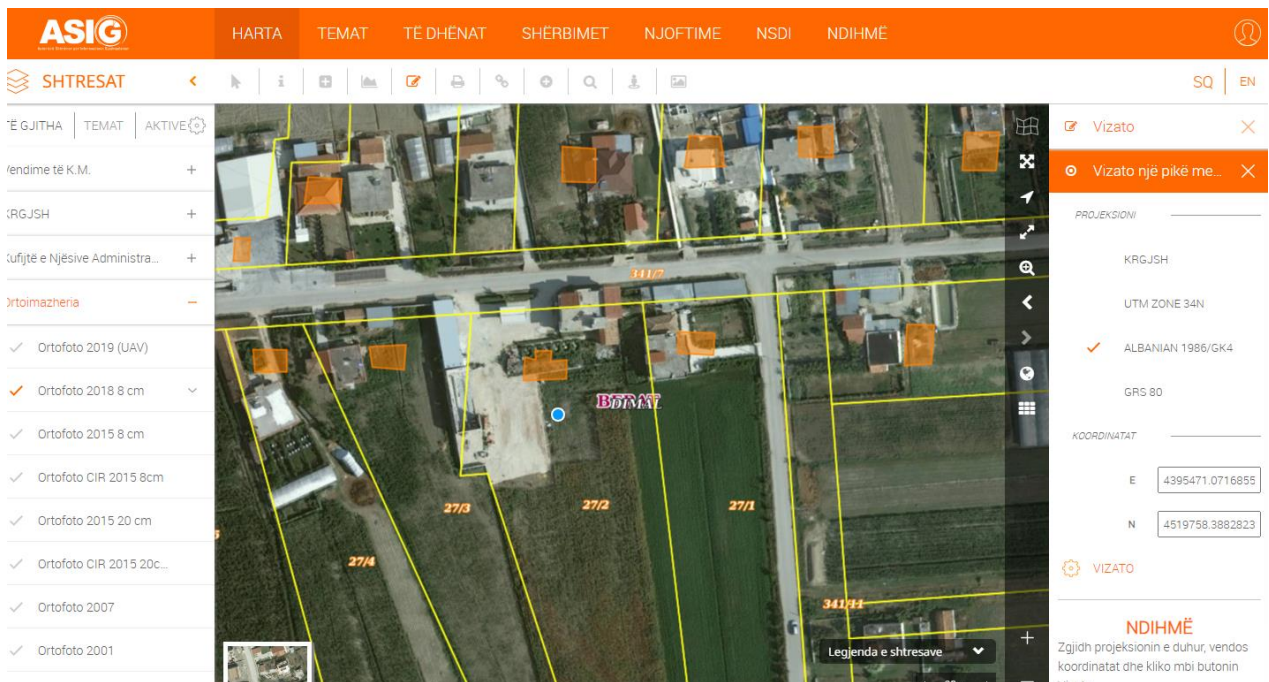 ASIG
HARTA TEMAT TË DHËNAT SHËRBIMET NJOFTIME NSDI NDIHMË
SHTRESAT
SQ EN
TË GJITHA TEMAT AKTIVE
Vendime të K.M.
KRGJSH
Kufijtë e Njësive Administra...
Ortoimazheria
Ortofoto 2019 (UAV)
Ortofoto 2018 8 cm
Ortofoto 2015 8 cm
Ortofoto CIR 2015 8cm
Ortofoto 2015 20 cm
Ortofoto CIR 2015 20c...
Ortofoto 2007
Ortofoto 2001
341/7
27/3
27/2
27/1
27/4
341/44
Legjenda e shtresave
Vizato
Vizato një pikë me...
PROJEKSIONI
KRGJSH
UTM ZONE 34N
ALBANIAN 1986/GK4
GRS 80
KOORDINATAT
E 4395471.0716855
N 4519758.3882823
VIZATO
NDIHMË
Zgjidh projeksionin e duhur, vendos
koordinatat dhe kliko mbi butonin